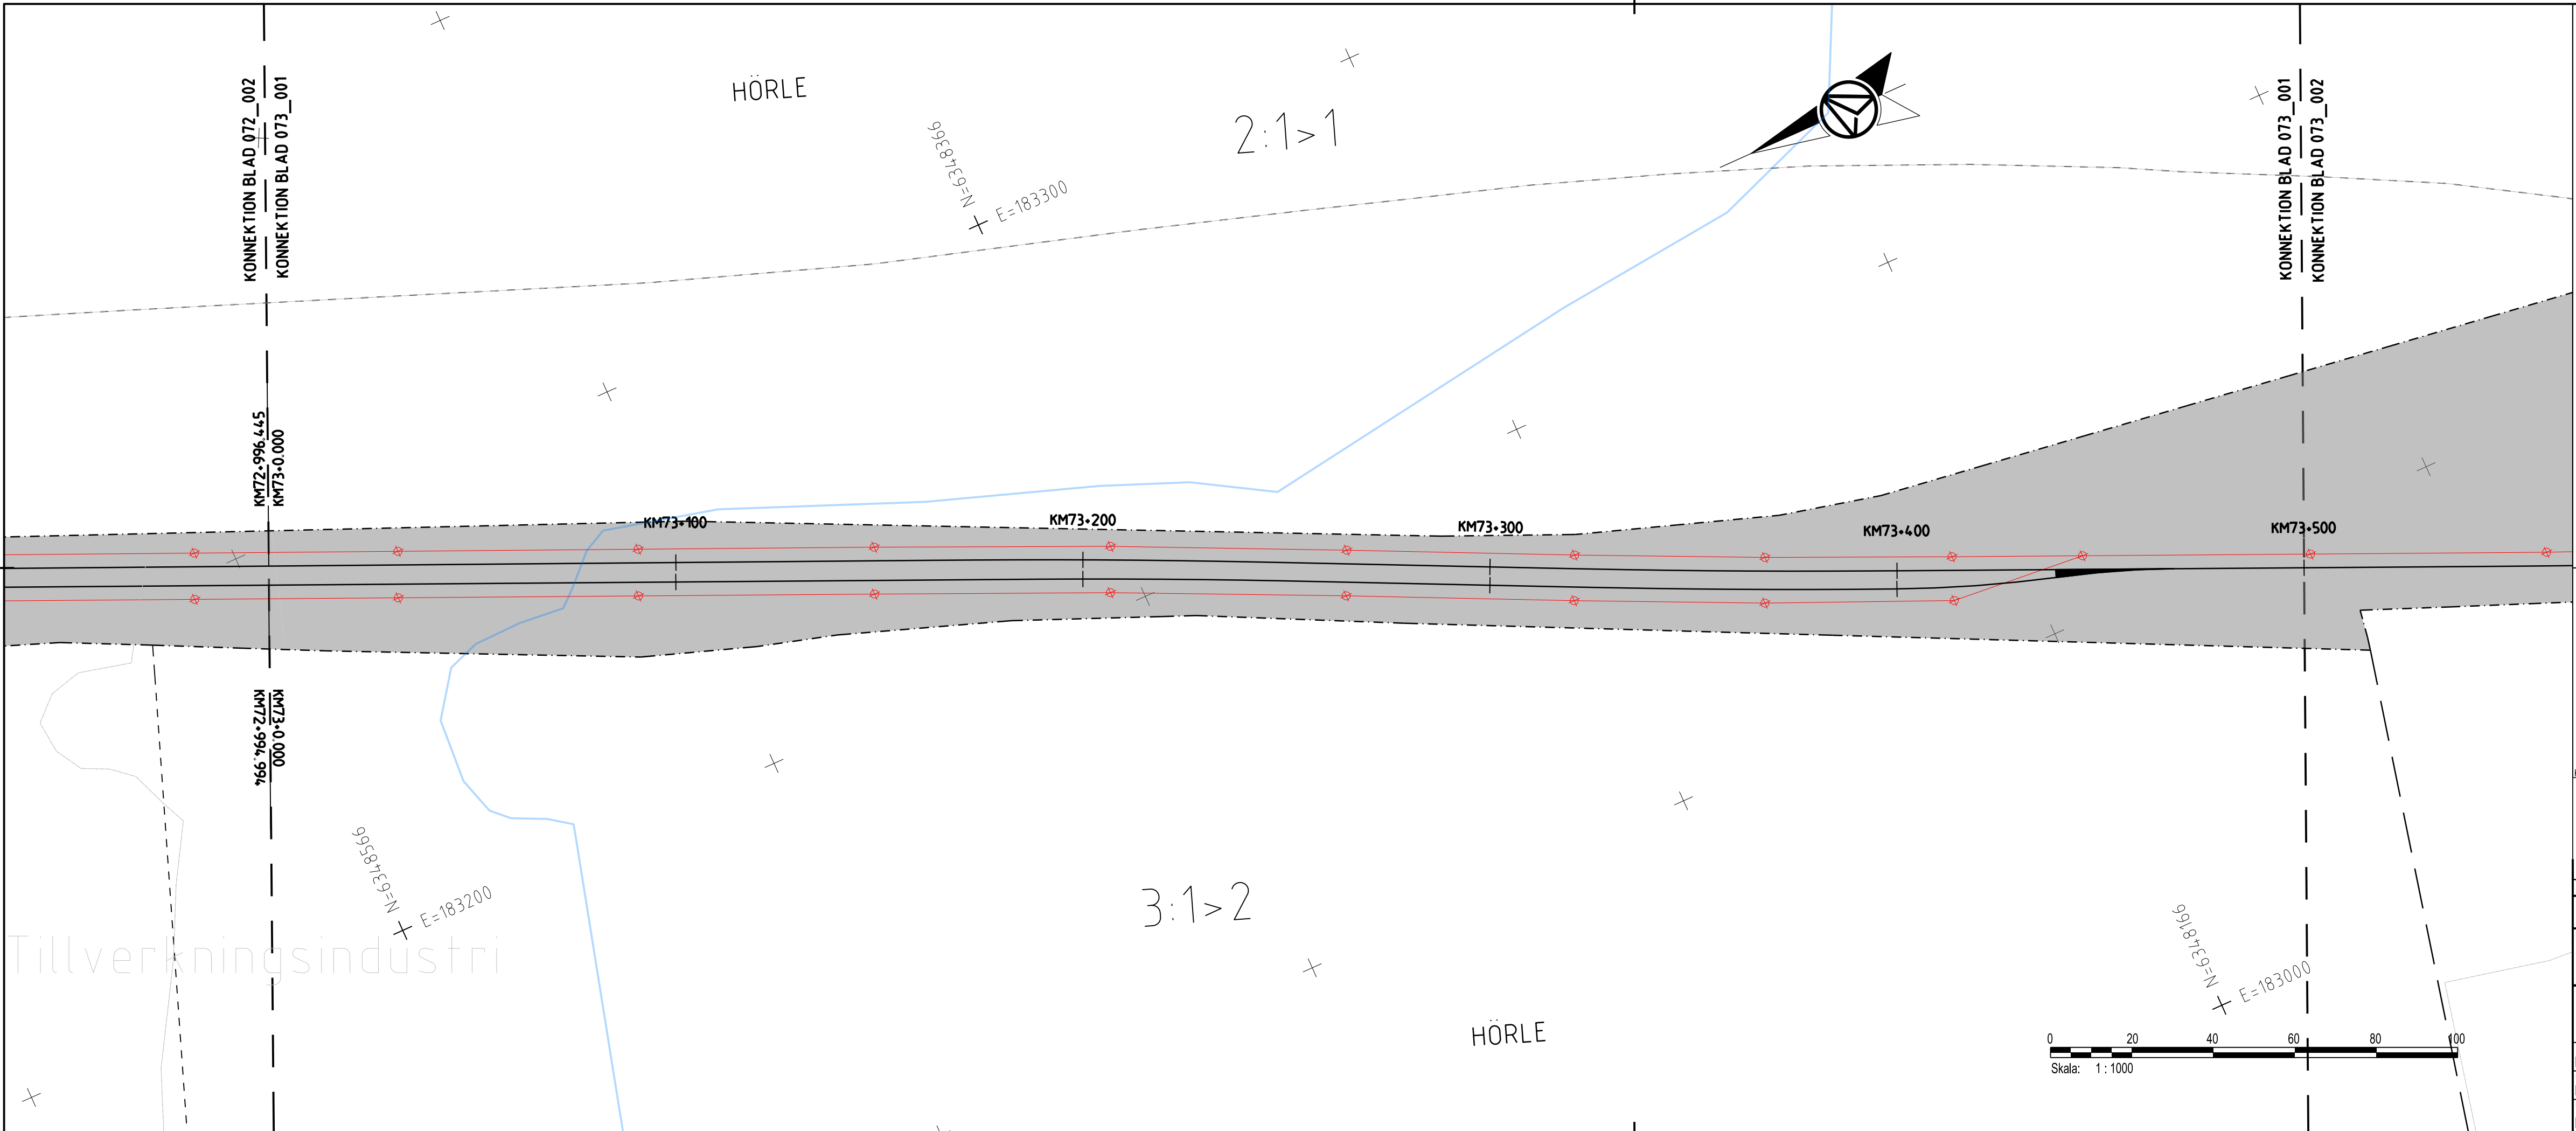 KONNEKTION BLAD 072_002
KONNEKTION BLAD 073_001
HÖRLE
2:1>1
N=6348366
E=183300
KONNEKTION BLAD 073_001
KONNEKTION BLAD 073_002
KM72+996.445
KM73+0.000
KM73+100
KM73+200
KM73+300
KM73+400
KM73+500
KM73+0.000
KM72+994.994
N=6348566
E=183200
3:1>2
Tillverkningsindustri
N=6348166
E=183000
HÖRLE
0 20 40 60 80 100
Skala: 1 : 1000